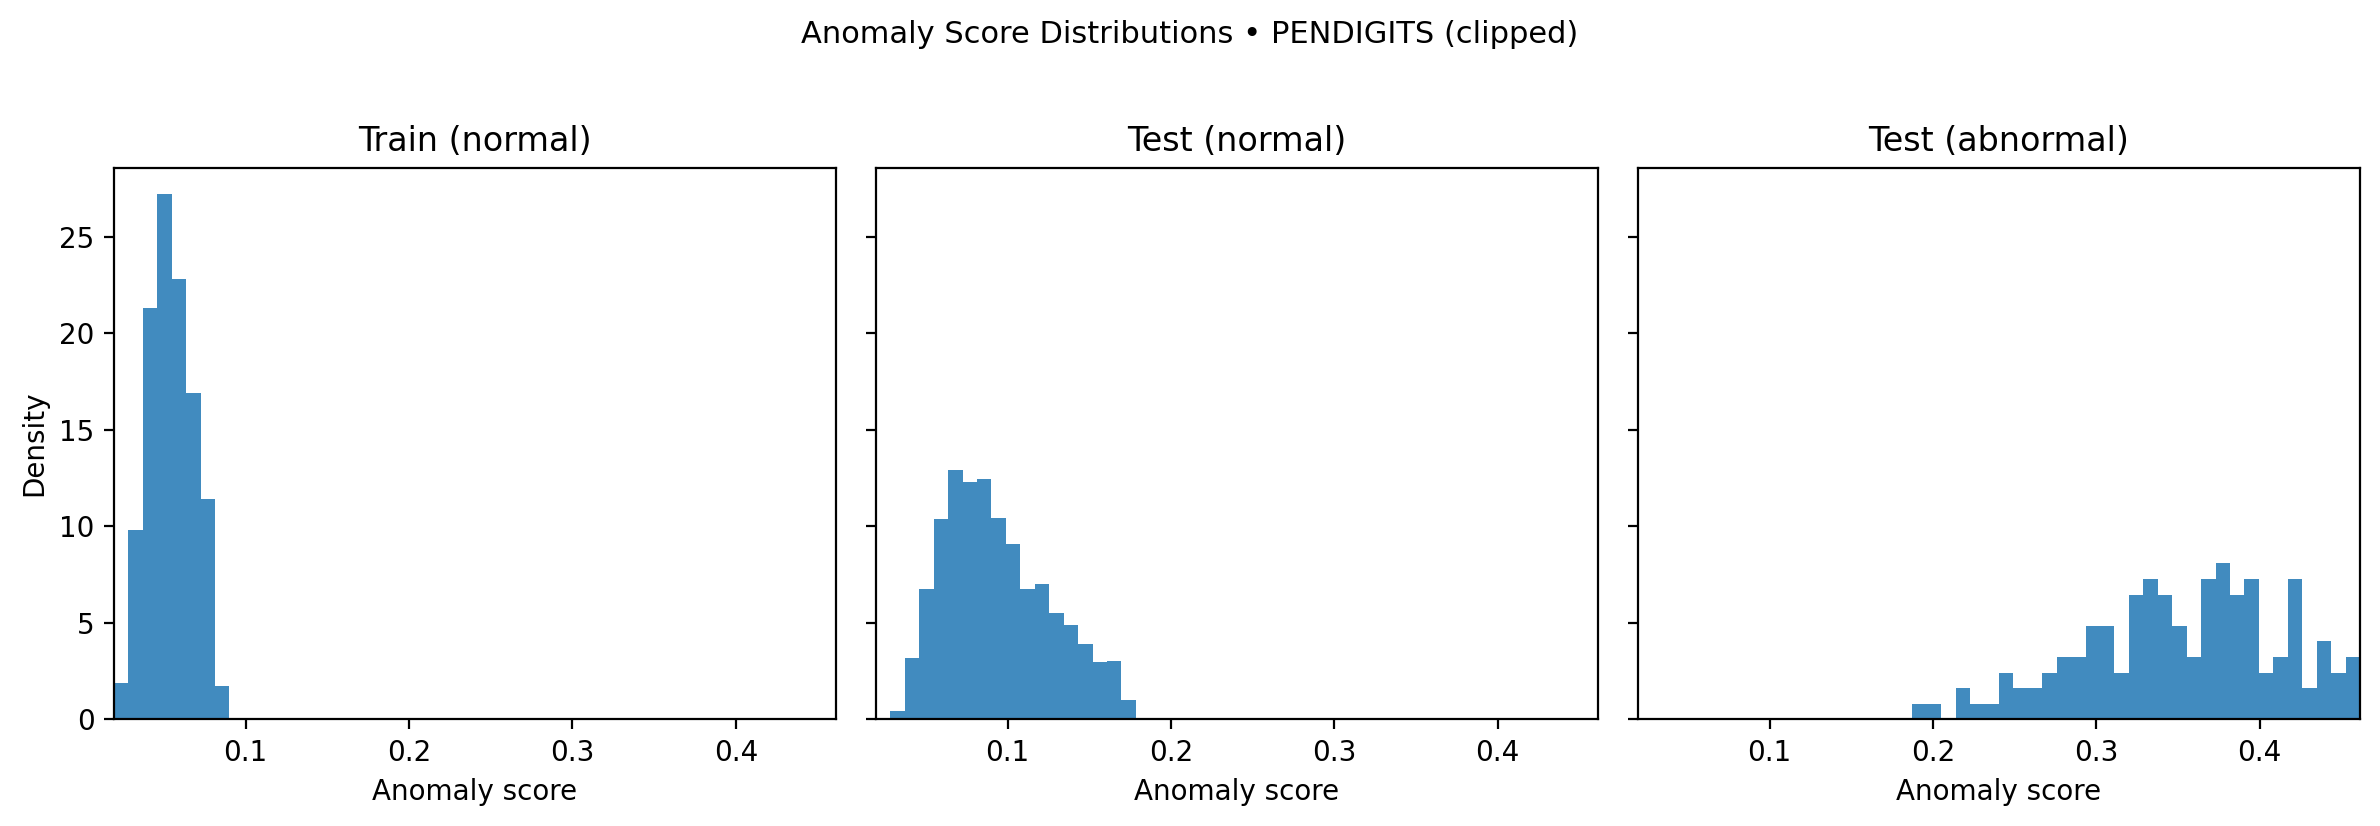 Anomaly Score Distributions • PENDIGITS (clipped)
Train (normal)
Test (normal)
Test (abnormal)
Density
25
20
15
10
5
0
0.1 0.2 0.3 0.4
0.1 0.2 0.3 0.4
0.1 0.2 0.3 0.4
Anomaly score
Anomaly score
Anomaly score